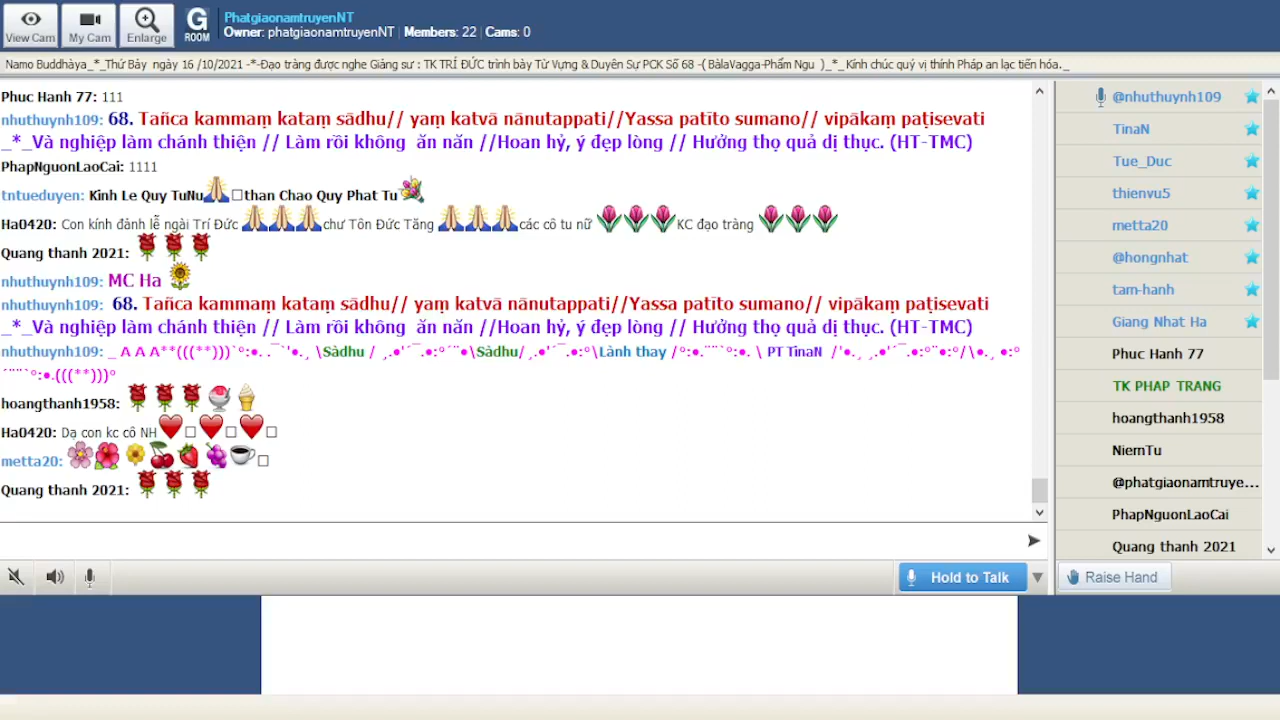 View Cam
My Cam
Enlarge
G
ROOM
PhatgiaonamtruyenNT
Owner: phatgiaonamtruyenNT | Members: 22 | Cams: 0
Namo Buddhàya_*_Thứ Bảy ngày 16 /10/2021 -*-Đạo tràng được nghe Giảng sư : TK TRÍ ĐỨC trình bày Từ Vựng & Duyên Sự PCK Số 68 -( BàlaVagga-Phẩm Ngu )_*_ Kính chúc quý vị thính Pháp an lạc tiến hóa._
Phuc Hanh 77: 111
nhuthuynh109: 68. Tañca kammaṃ kataṃ sādhu// yaṃ katvā nānutappati//Yassa patīto sumano// vipākaṃ paṭisevati
_*_Và nghiệp làm chánh thiện // Làm rồi không ăn năn //Hoan hỷ, ý đẹp lòng // Hưởng thọ quả dị thục. (HT-TMC)
PhapNguonLaoCai: 1111
tntueduyen: Kinh Le Quy TuNu🙏🏻than Chao Quy Phat Tu💐
Ha0420: Con kính đảnh lễ ngài Trí Đức 🙏🙏🙏chư Tôn Đức Tăng 🙏🙏🙏các cô tu nữ 🌷🌷🌷KC đạo tràng 🌷🌷🌷
Quang thanh 2021: 🌹🌹🌹
nhuthuynh109: MC Ha 🌻
nhuthuynh109: 68. Tañca kammaṃ kataṃ sādhu// yaṃ katvā nānutappati//Yassa patīto sumano// vipākaṃ paṭisevati
_*_Và nghiệp làm chánh thiện // Làm rồi không ăn năn //Hoan hỷ, ý đẹp lòng // Hưởng thọ quả dị thục. (HT-TMC)
nhuthuynh109: _ Λ Λ Λ**(((**)))`°:•. .¯`'•.¸ \Sàdhu / ¸.•'´¯.•:°´¨•\Sàdhu/ ¸.•'´¯.•:°\Lành thay /°:•.¨¨`°:•. \ PT TinaN /'•.¸ ¸.•'´¯.•:°¨•:°/\•.¸ •:°
´¨¨`°:•.(((**)))°
hoangthanh1958: 🌹🌹🌹🍨🍦
Ha0420: Dạ con kc cô NH❤️❤️❤️
metta20: 🌸🌺🌼🍒🍓🍇☕
Quang thanh 2021: 🌹🌹🌹
Hold to Talk
@nhuthuynh109
TinaN
Tue_Duc
thienvu5
metta20
@hongnhat
tam-hanh
Giang Nhat Ha
Phuc Hanh 77
TK PHAP TRANG
hoangthanh1958
NiemTu
@phatgiaonamtruye...
PhapNguonLaoCai
Quang thanh 2021
Raise Hand